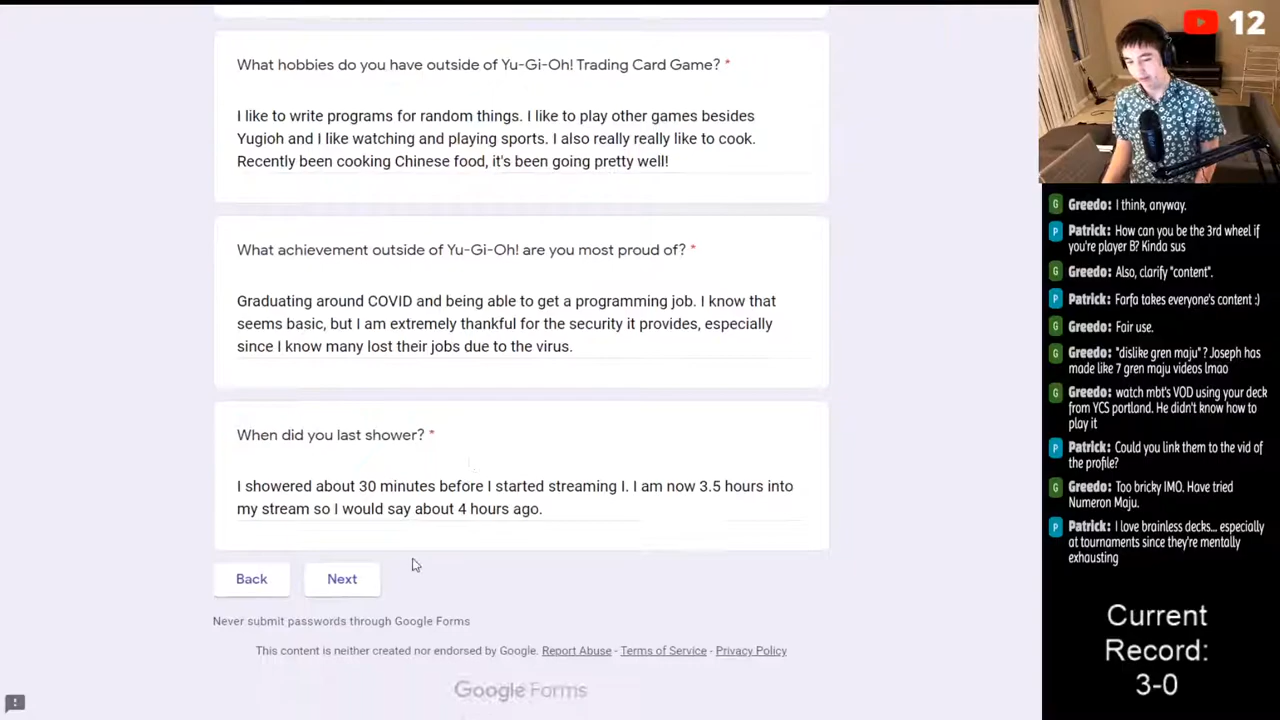 What hobbies do you have outside of Yu-Gi-Oh! Trading Card Game? *
I like to write programs for random things. I like to play other games besides
Yugioh and I like watching and playing sports. I also really really like to cook.
Recently been cooking Chinese food, it's been going pretty well!
What achievement outside of Yu-Gi-Oh! are you most proud of? *
Graduating around COVID and being able to get a programming job. I know that
seems basic, but I am extremely thankful for the security it provides, especially
since I know many lost their jobs due to the virus.
When did you last shower? *
I showered about 30 minutes before I started streaming I. I am now 3.5 hours into
my stream so I would say about 4 hours ago.
Back
Next
Never submit passwords through Google Forms
This content is neither created nor endorsed by Google. Report Abuse - Terms of Service - Privacy Policy
Google Forms
12
G Greedo: I think, anyway.
P Patrick: How can you be the 3rd wheel if
you're player B? Kinda sus
G Greedo: Also, clarify "content".
P Patrick: Farfa takes everyone's content :)
G Greedo: Fair use.
G Greedo: "dislike gren maju" ? Joseph has
made like 7 gren maju videos lmao
G Greedo: watch mbt's VOD using your deck
from YCS portland. He didn't know how to
play it
P Patrick: Could you link them to the vid of
the profile?
G Greedo: Too bricky IMO. Have tried
Numeron Maju.
P Patrick: I love brainless decks... especially
at tournaments since they're mentally
exhausting
Current
Record:
3-0